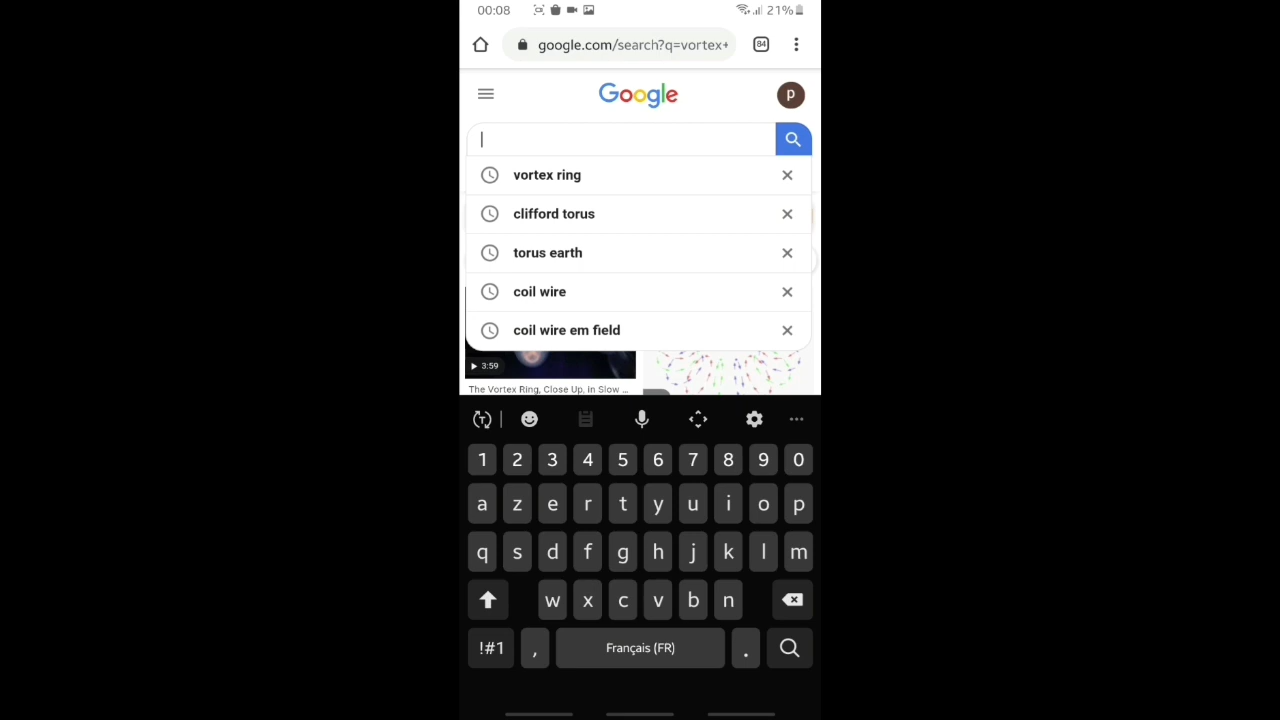 00:08 21%
google.com/search?q=vortex+ 84
Google p
vortex ring
clifford torus
torus earth
coil wire
coil wire em field
3:59
The Vortex Ring, Close Up, In Slow ...
T
1 2 3 4 5 6 7 8 9 0
a z e r t y u i o p
q s d f g h j k l m
w x c v b n
!#1 , Français (FR) .